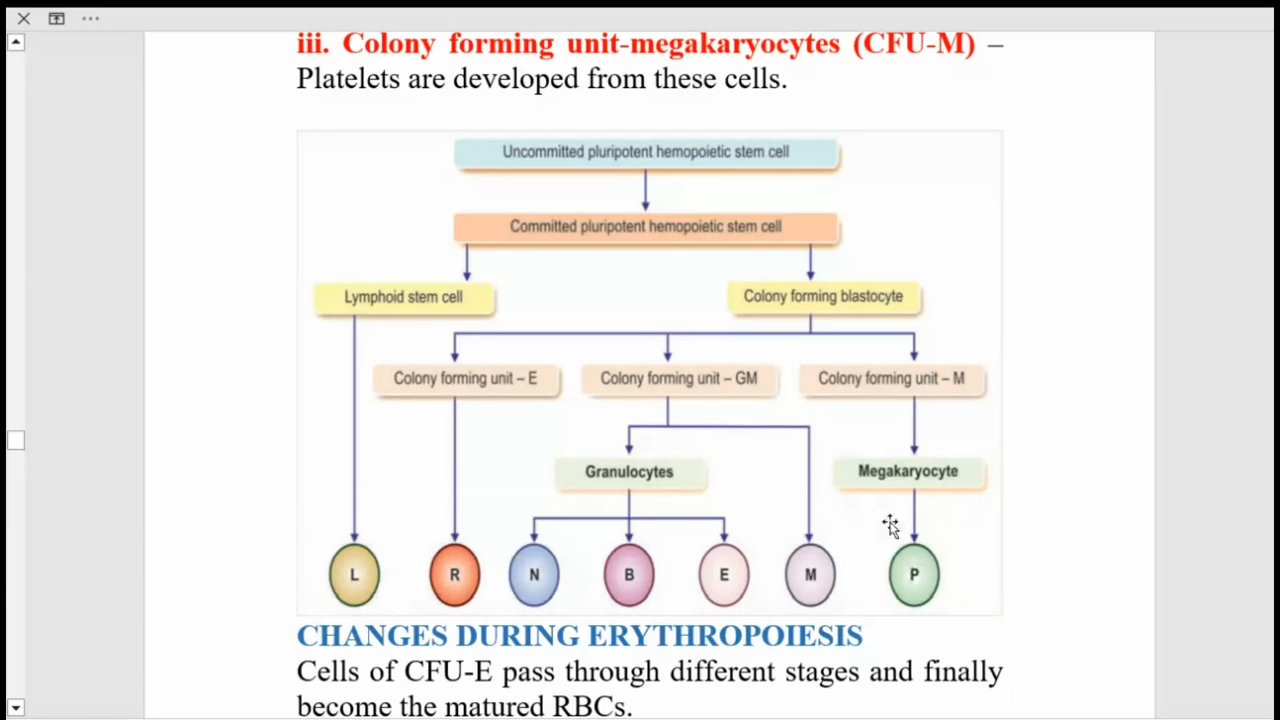 iii. Colony forming unit-megakaryocytes (CFU-M) –
Platelets are developed from these cells.
Uncommitted pluripotent hemopoietic stem cell
Committed pluripotent hemopoietic stem cell
Lymphoid stem cell
Colony forming blastocyte
Colony forming unit – E
Colony forming unit – GM
Colony forming unit – M
Granulocytes
Megakaryocyte
L
R
N
B
E
M
P
CHANGES DURING ERYTHROPOIESIS
Cells of CFU-E pass through different stages and finally
become the matured RBCs.